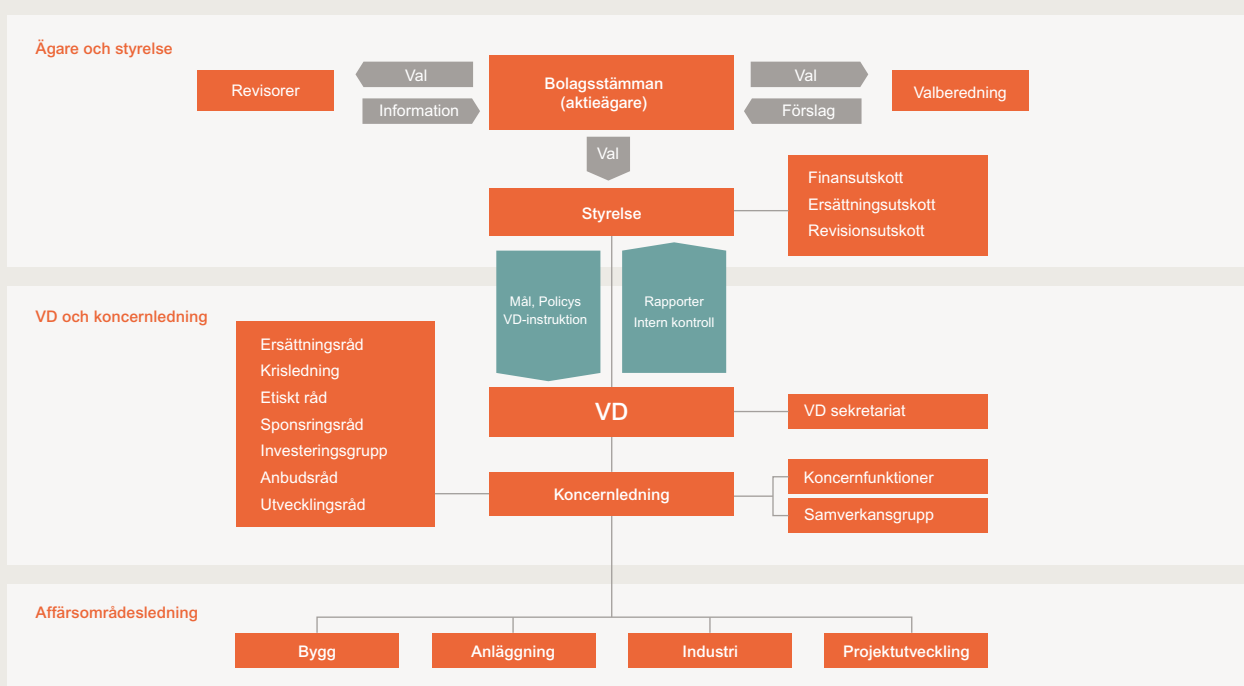 Ägare och styrelse
Revisorer
Val
Information
Bolagsstämman
(aktieägare)
Val
Förslag
Valberedning
Val
Styrelse
Finansutskott
Ersättningsutskott
Revisionsutskott
Mål, Policys
VD-instruktion
Rapporter
Intern kontroll
VD och koncernledning
Ersättningsråd
Krisledning
Etiskt råd
Sponsringsråd
Investeringsgrupp
Anbudsråd
Utvecklingsråd
VD
VD sekretariat
Koncernledning
Koncernfunktioner
Samverkansgrupp
Affärsområdesledning
Bygg
Anläggning
Industri
Projektutveckling